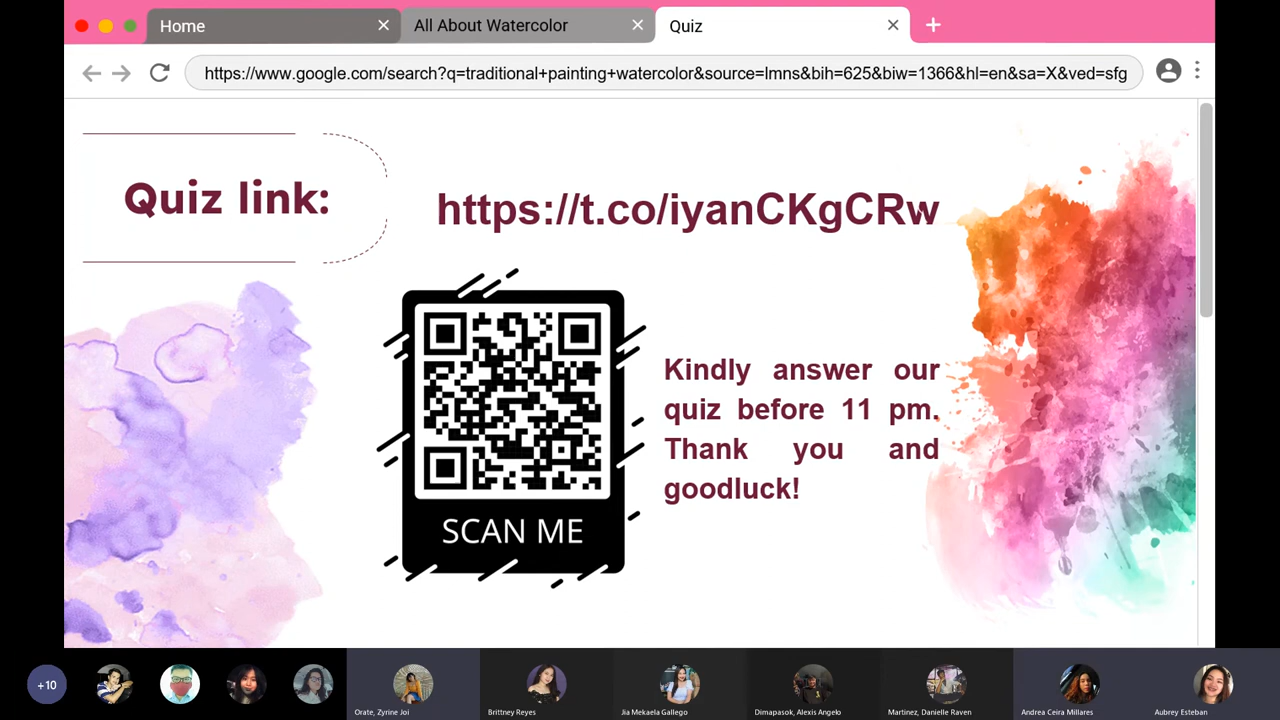 Home
All About Watercolor
Quiz
https://www.google.com/search?q=traditional+painting+watercolor&source=lmns&bih=625&biw=1366&hl=en&sa=X&ved=sfg
Quiz link:
https://t.co/iyanCKgCRw
Kindly answer our
quiz before 11 pm.
Thank you and
goodluck!
SCAN ME
+10
Orate, Zyrine Joi
Brittney Reyes
Jia Mekaela Gallego
Dimapasok, Alexis Angelo
Martinez, Danielle Raven
Andrea Ceira Millares
Aubrey Esteban